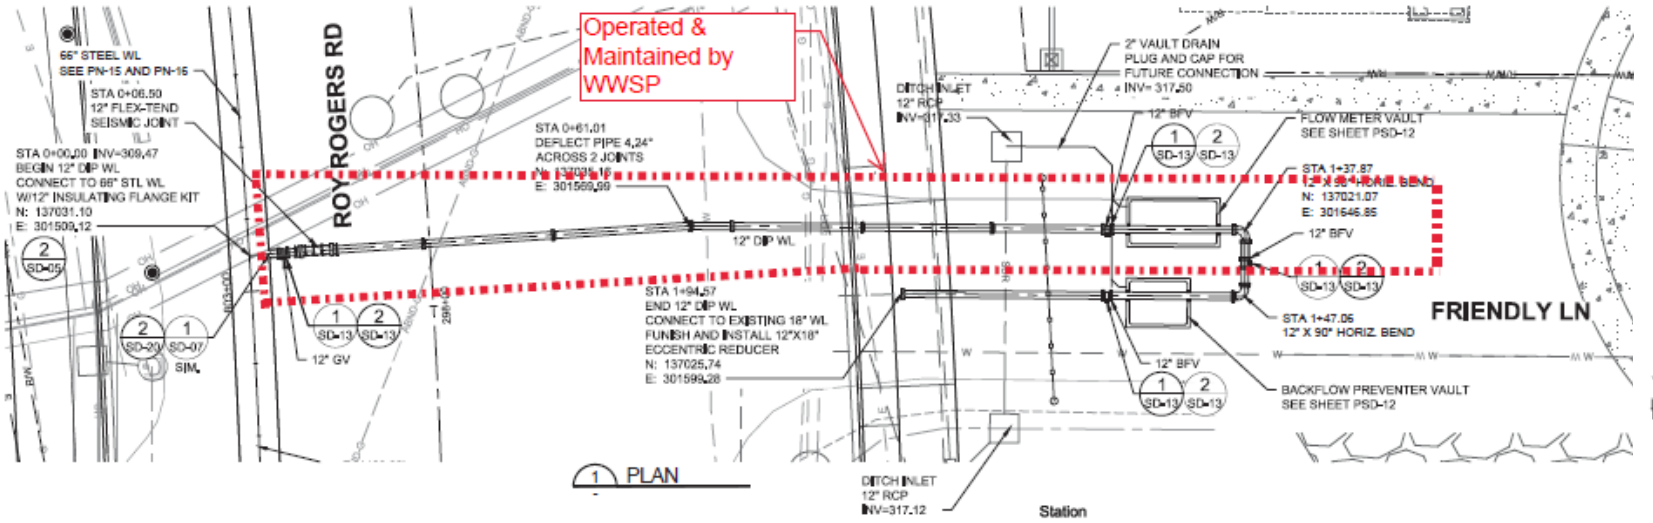 Operated &
Maintained by
WWSP
66" STEEL WL
SEE PN-15 AND PN-16
STA 0+06.50
12" FLEX-TEND
SEISMIC JOINT
STA 0+00.00 INV=309.47
BEGIN 12" DIP WL
CONNECT TO 66" STL WL
W/12" INSULATING FLANGE KIT
N: 137031.10
E: 301509.12
2
SD-05
ROY ROGERS RD
STA 0+61.01
DEFLECT PIPE 4.24"
ACROSS 2 JOINTS
N: 137035.16
E: 301569.99
12" DIP WL
2
SD-20
1
SD-07
SIM.
1
SD-13
2
SD-13
12" GV
STA 1+94.57
END 12" DIP WL
CONNECT TO EXISTING 18" WL
FUNISH AND INSTALL 12"X18"
ECCENTRIC REDUCER
N: 137025.74
E: 301599.28
DITCH INLET
12" RCP
INV=317.33
2" VAULT DRAIN
PLUG AND CAP FOR
FUTURE CONNECTION
INV= 317.50
12" BFV
1
SD-13
2
SD-13
FLOW METER VAULT
SEE SHEET PSD-12
STA 1+37.87
12" X 90° HORIZ. BEND
N: 137021.07
E: 301646.85
12" BFV
1
SD-13
2
SD-13
FRIENDLY LN
STA 1+47.06
12" X 90° HORIZ. BEND
12" BFV
1
SD-13
2
SD-13
BACKFLOW PREVENTER VAULT
SEE SHEET PSD-12
DITCH INLET
12" RCP
INV=317.12
1
PLAN
Station